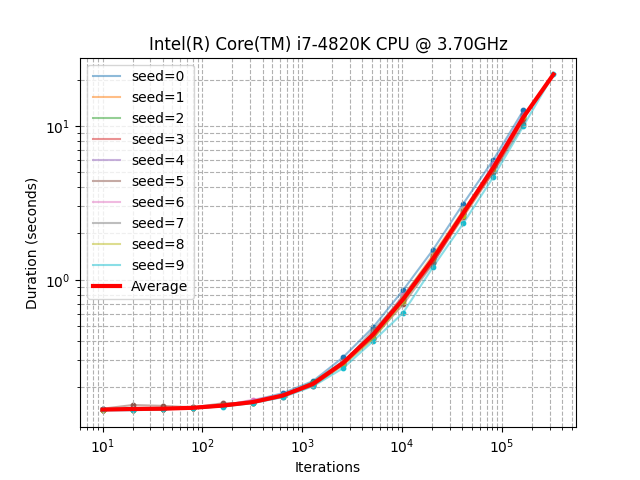 Intel(R) Core(TM) i7-4820K CPU @ 3.70GHz
seed=0
seed=1
seed=2
seed=3
seed=4
seed=5
seed=6
seed=7
seed=8
seed=9
Average
Duration (seconds)
10¹
10⁰
10¹ 10² 10³ 10⁴ 10⁵
Iterations